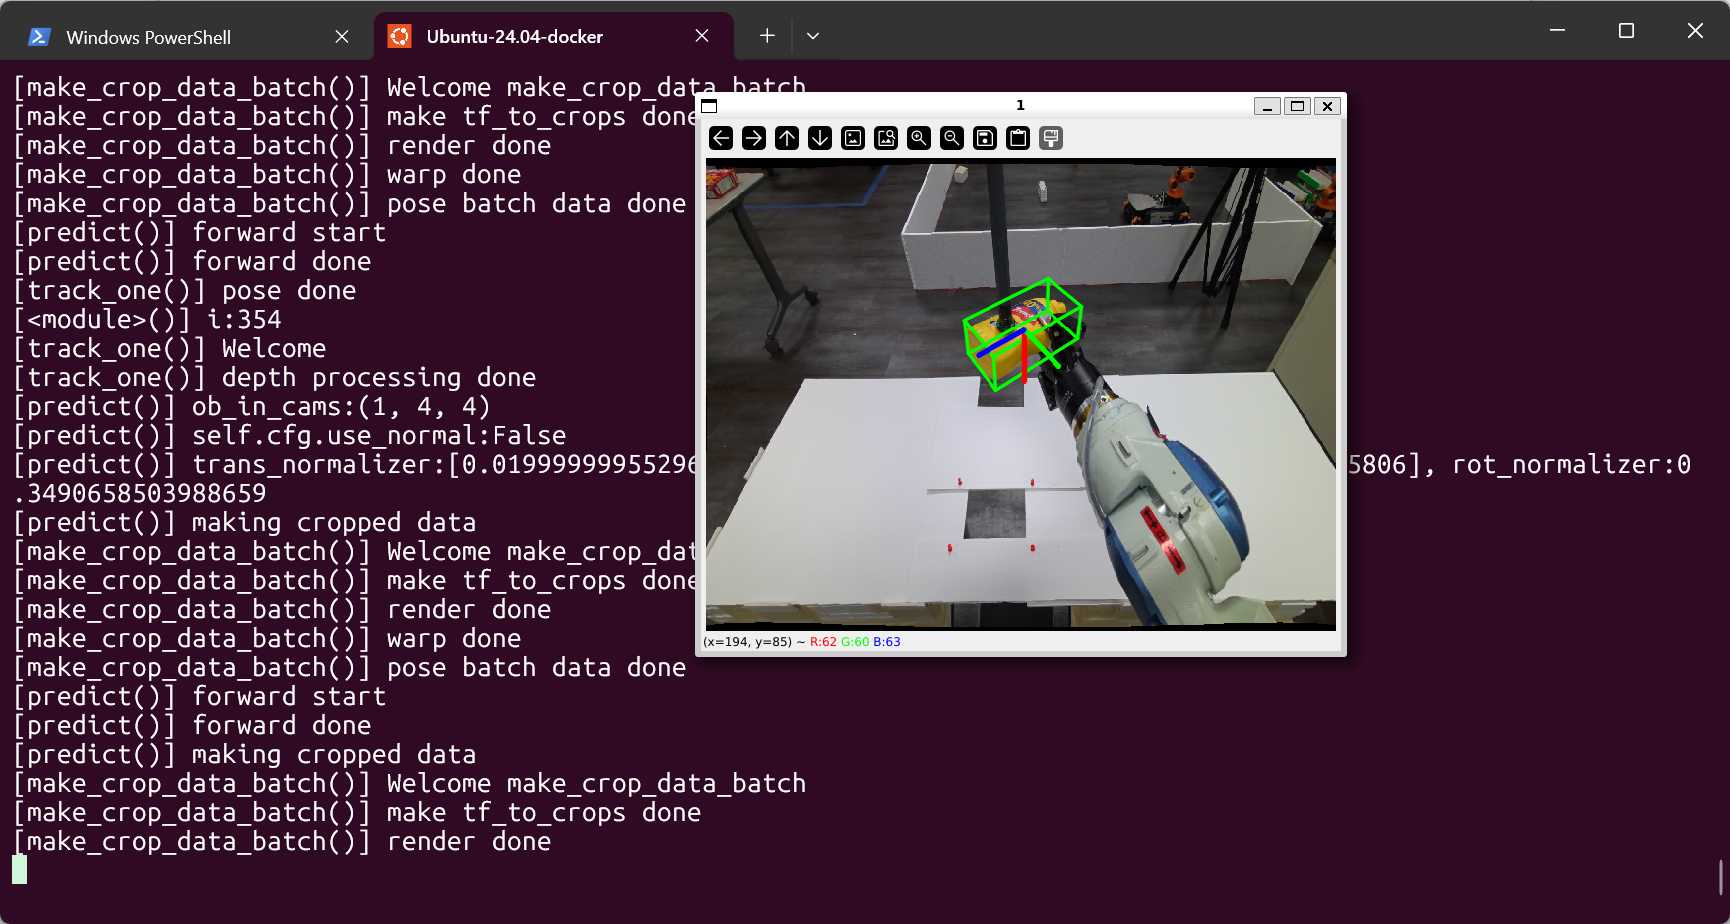 Windows PowerShell
Ubuntu-24.04-docker
[make_crop_data_batch()] Welcome make_crop_data_batch
[make_crop_data_batch()] make tf_to_crops done
[make_crop_data_batch()] render done
[make_crop_data_batch()] warp done
[make_crop_data_batch()] pose batch data done
[predict()] forward start
[predict()] forward done
[track_one()] pose done
[<module>()] i:354
[track_one()] Welcome
[track_one()] depth processing done
[predict()] ob_in_cams:(1, 4, 4)
[predict()] self.cfg.use_normal:False
[predict()] trans_normalizer:[0.01999999955296 5806], rot_normalizer:0
.3490658503988659
[predict()] making cropped data
[make_crop_data_batch()] Welcome make_crop_dat
[make_crop_data_batch()] make tf_to_crops done
[make_crop_data_batch()] render done
[make_crop_data_batch()] warp done
[make_crop_data_batch()] pose batch data done
[predict()] forward start
[predict()] forward done
[predict()] making cropped data
[make_crop_data_batch()] Welcome make_crop_data_batch
[make_crop_data_batch()] make tf_to_crops done
[make_crop_data_batch()] render done
1
(x=194, y=85) ~ R:62 G:60 B:63